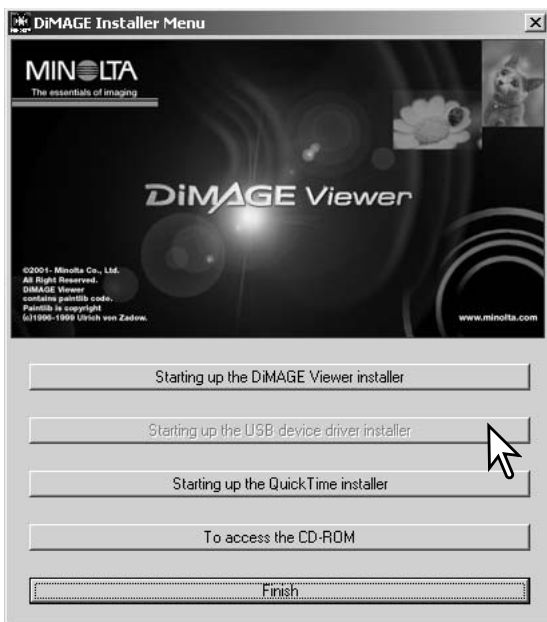 DiMAGE Installer Menu
MINOLTA
The essentials of imaging
DiMAGE Viewer
©2001- Minolta Co., Ltd.
All Right Reserved.
DiMAGE Viewer
contains paintlib code.
Paintlib is copyright
(c)1996-1999 Ulrich von Zadow.
www.minolta.com
Starting up the DiMAGE Viewer installer
Starting up the USB device driver installer
Starting up the QuickTime installer
To access the CD-ROM
Finish